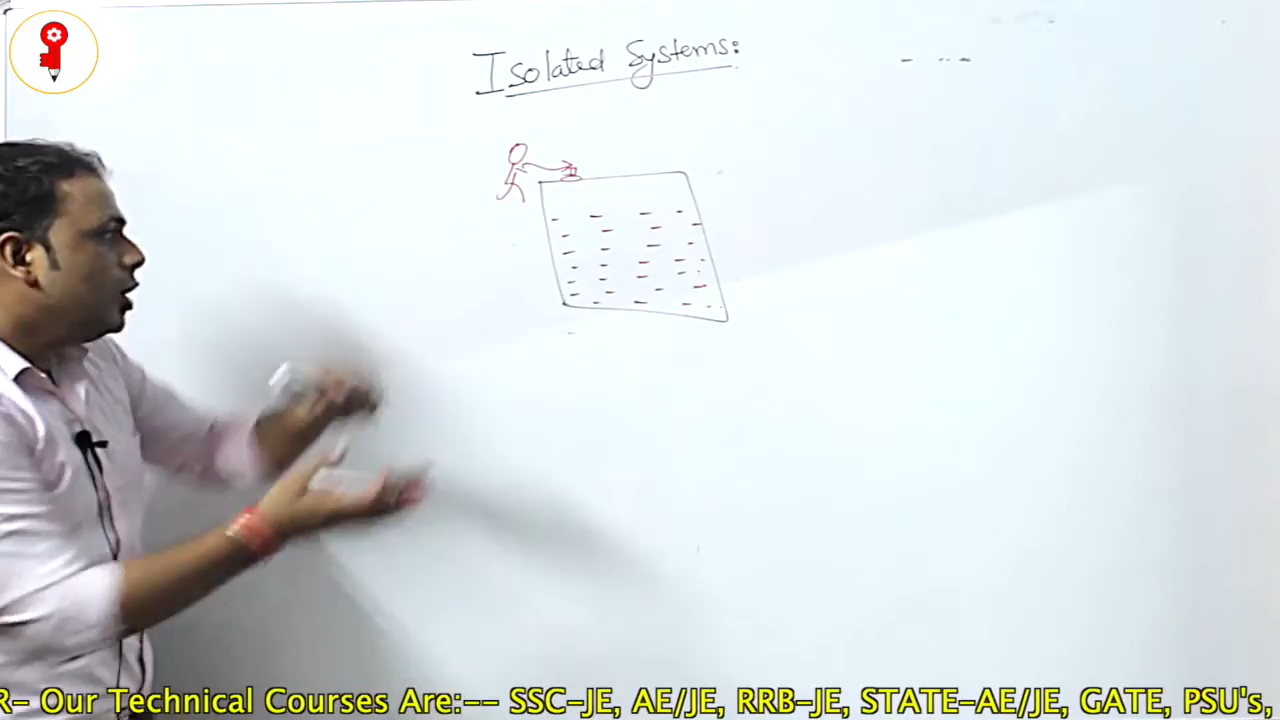 Isolated Systems:
R- Our Technical Courses Are:-- SSC-JE, AE/JE, RRB-JE, STATE-AE/JE, GATE, PSU's,